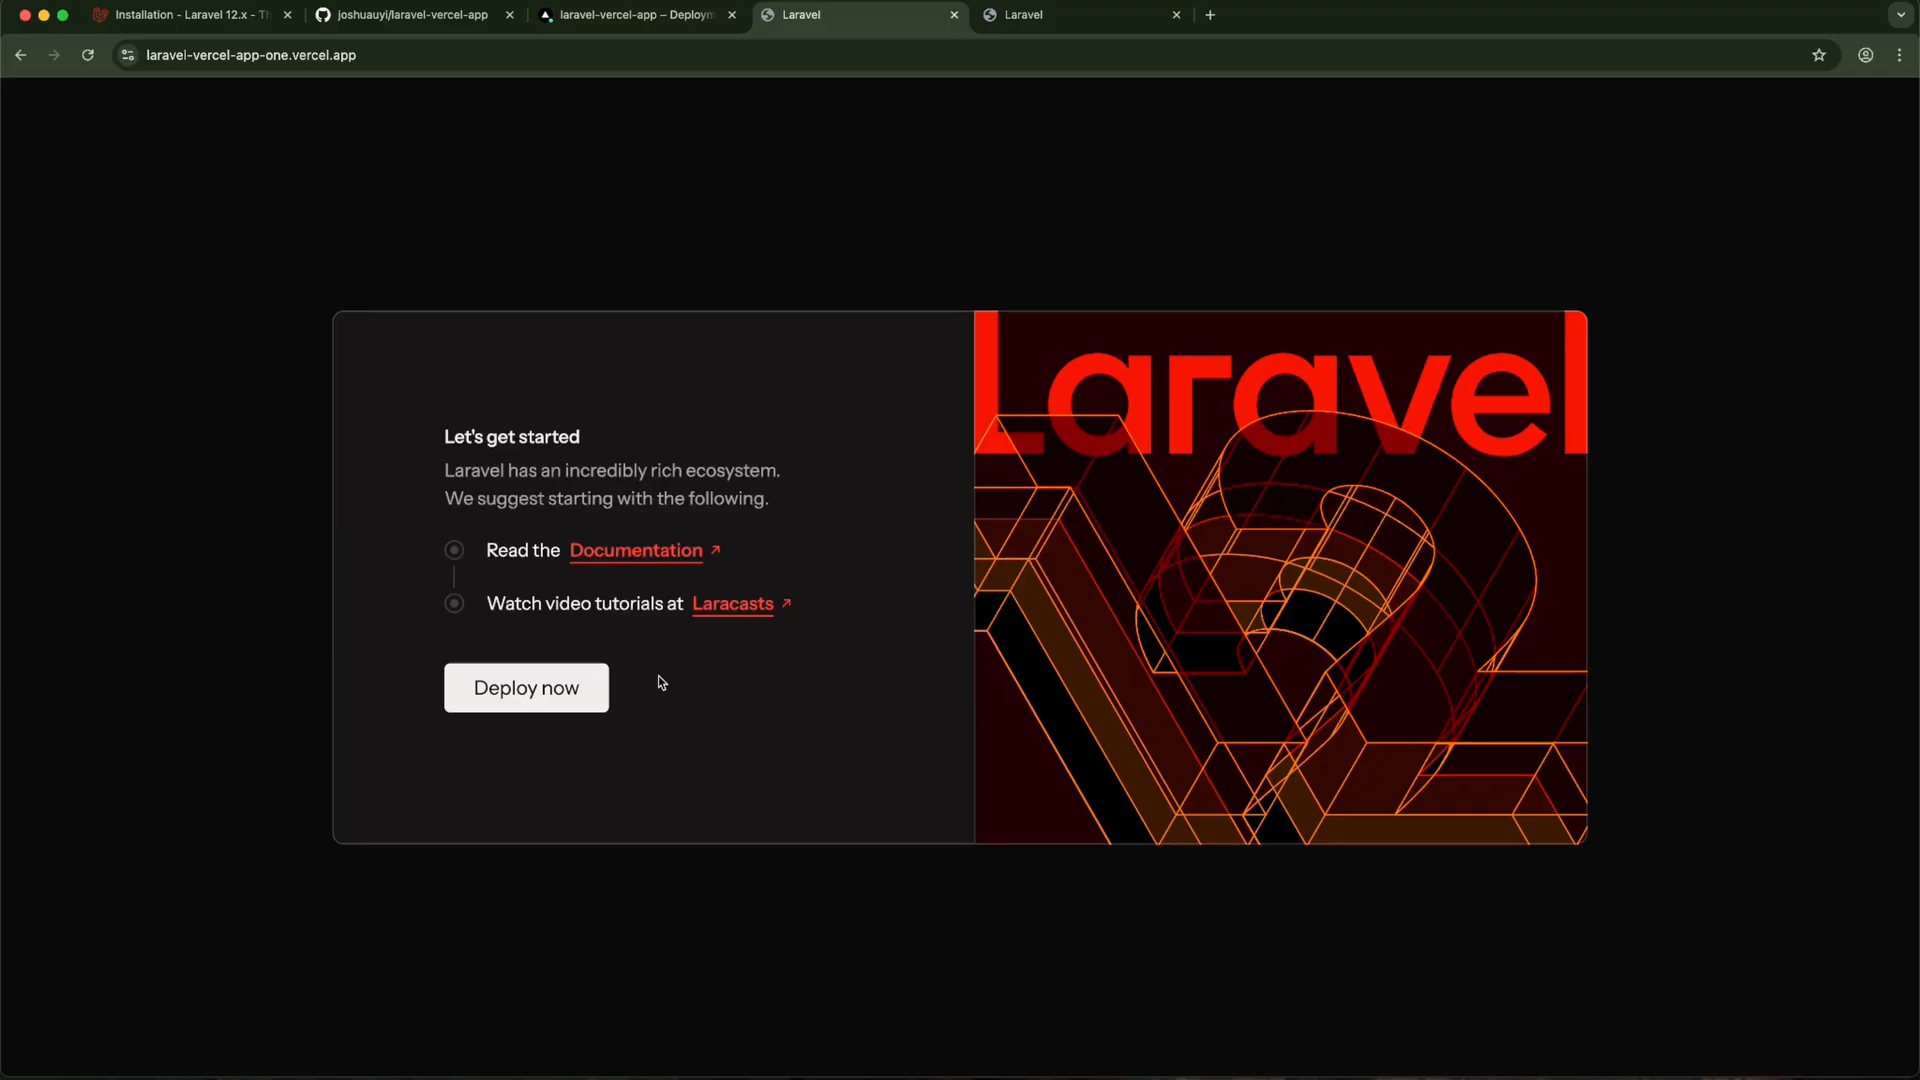 Installation - Laravel 12.x - Th
joshuauyi/laravel-vercel-app
laravel-vercel-app – Deploym
Laravel
Laravel
laravel-vercel-app-one.vercel.app
Let's get started
Laravel has an incredibly rich ecosystem.
We suggest starting with the following.
Read the Documentation
Watch video tutorials at Laracasts
Deploy now
Laravel
12